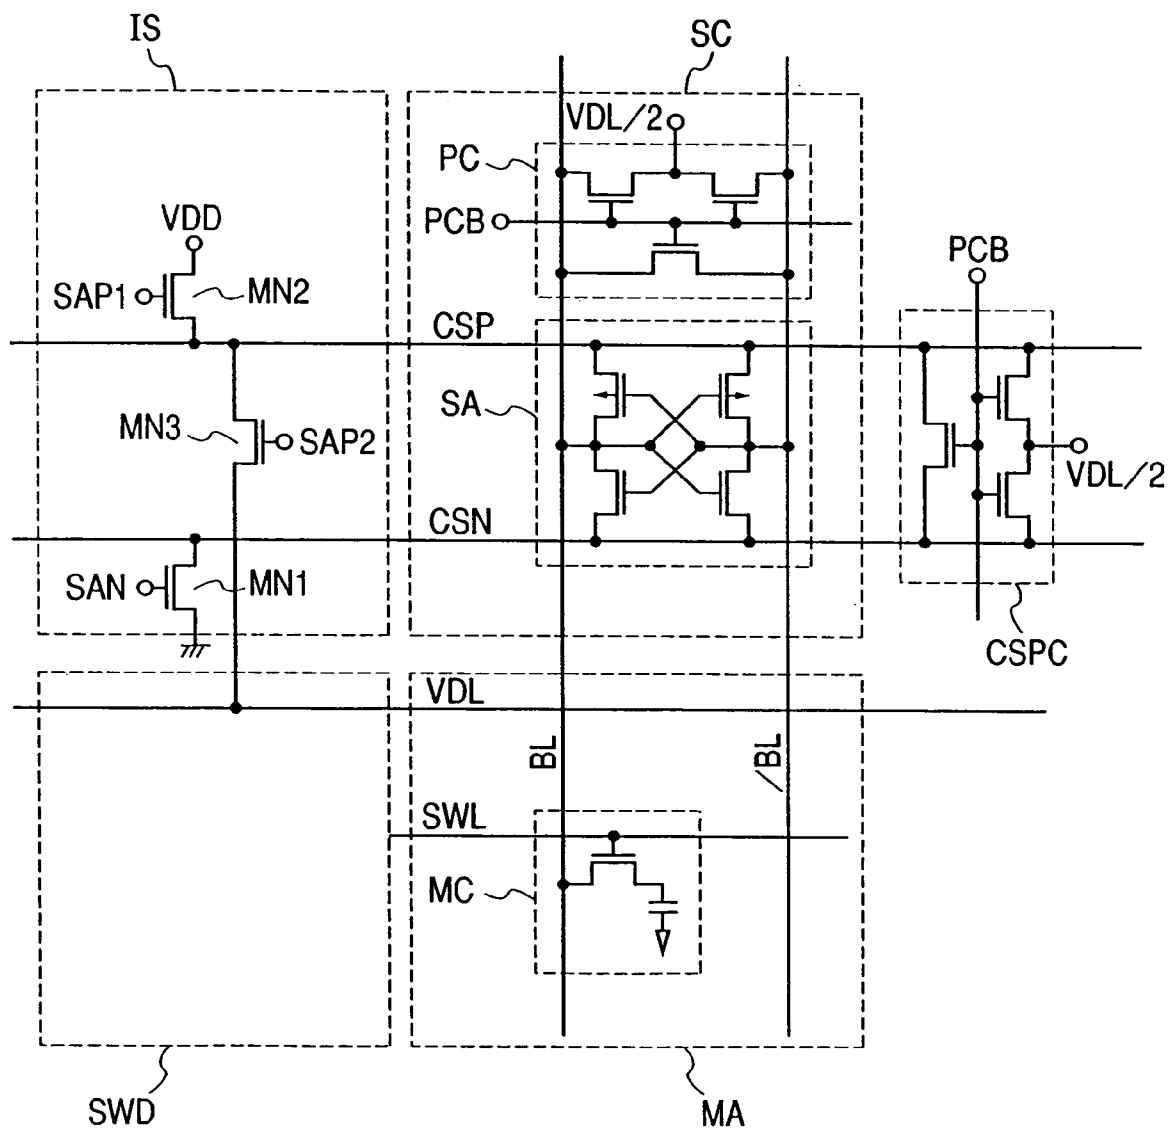 IS
SC
VDL/2
PC
VDD
PCB
PCB
SAP1
MN2
CSP
SA
MN3
SAP2
VDL/2
CSN
SAN
MN1
CSPC
VDL
BL
/BL
SWL
MC
SWD
MA